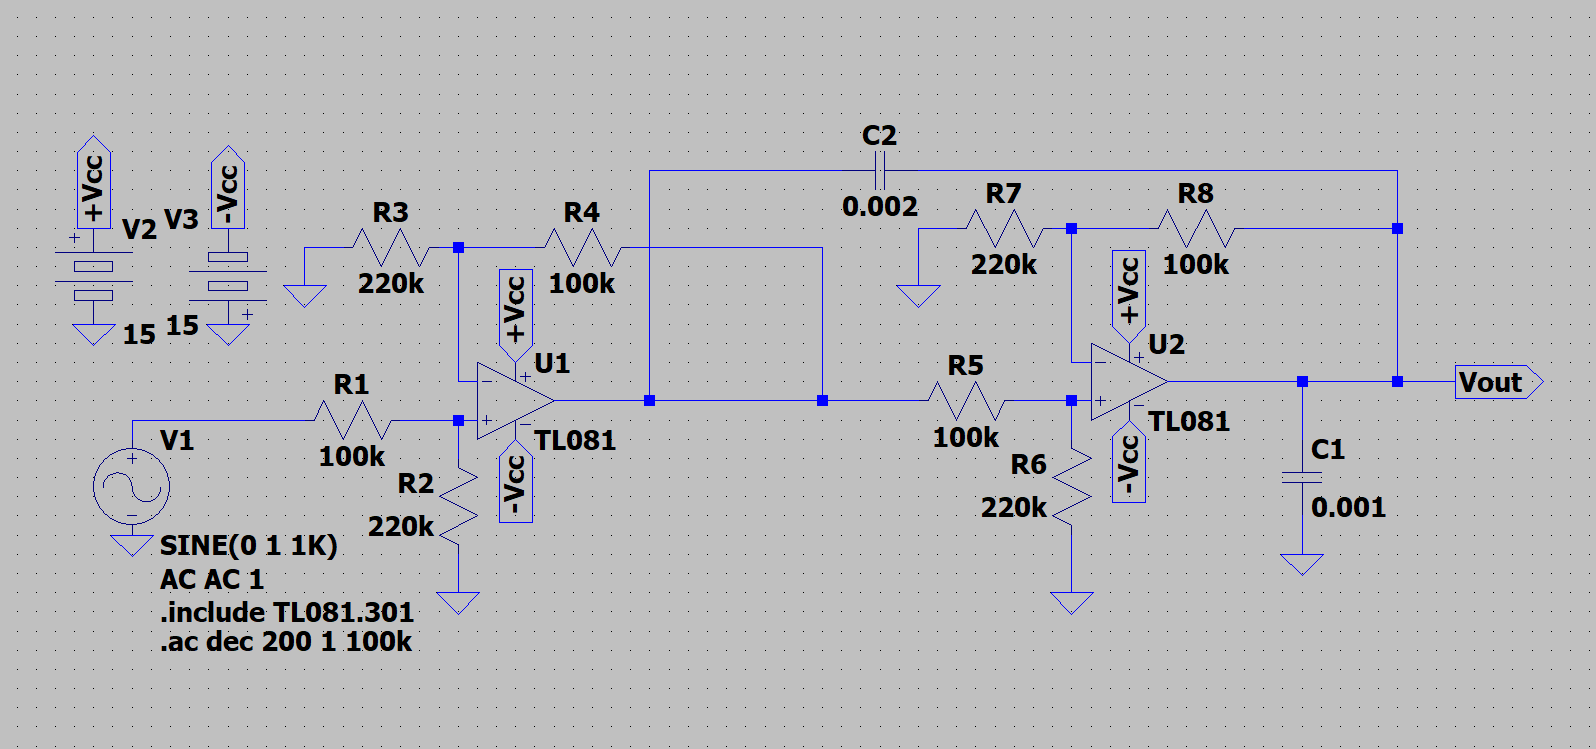 +Vcc
V2
15
V3
-Vcc
15
R3
220k
R4
100k
C2
0.002
R7
220k
R8
100k
+Vcc
U1
TL081
-Vcc
R1
100k
R2
220k
V1
SINE(0 1 1K)
AC AC 1
.include TL081.301
.ac dec 200 1 100k
R5
100k
R6
220k
+Vcc
U2
TL081
-Vcc
C1
0.001
Vout